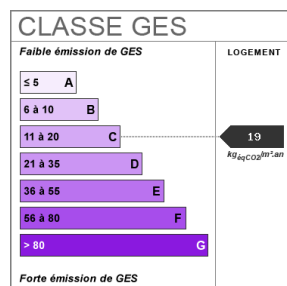 CLASSE GES
Faible émission de GES
LOGEMENT
≤ 5 A
6 à 10 B
11 à 20 C
19
kgéqCO2/m².an
21 à 35 D
36 à 55 E
56 à 80 F
> 80 G
Forte émission de GES